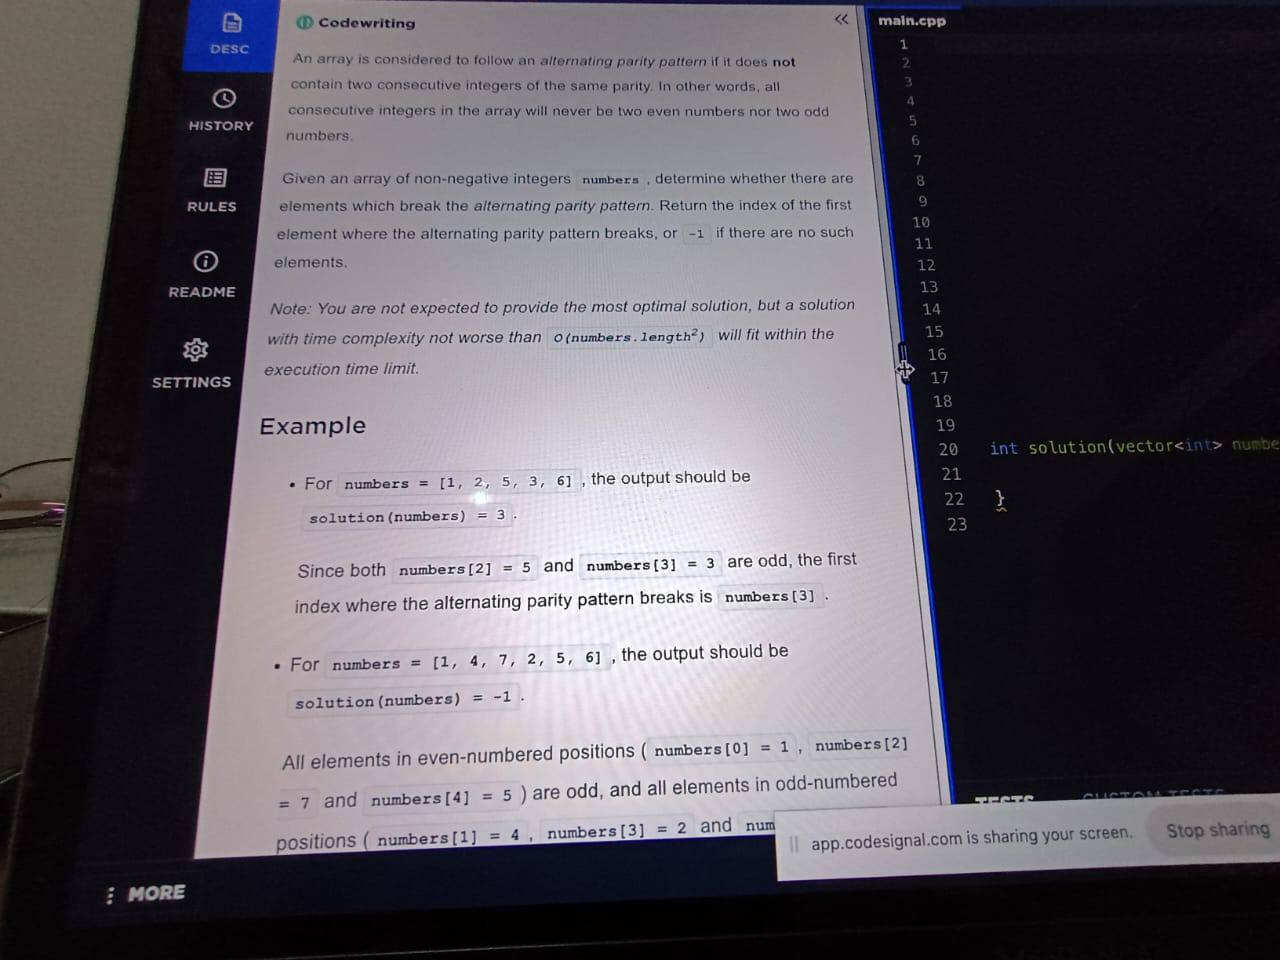 DESC
HISTORY
RULES
README
SETTINGS
MORE
Codewriting
An array is considered to follow an alternating parity pattern if it does not
contain two consecutive integers of the same parity. In other words, all
consecutive integers in the array will never be two even numbers nor two odd
numbers.
Given an array of non-negative integers numbers , determine whether there are
elements which break the alternating parity pattern. Return the index of the first
element where the alternating parity pattern breaks, or -1 if there are no such
elements.
Note: You are not expected to provide the most optimal solution, but a solution
with time complexity not worse than O(numbers.length²) will fit within the
execution time limit.
Example
• For numbers = [1, 2, 5, 3, 6] , the output should be
solution(numbers) = 3 .
Since both numbers[2] = 5 and numbers[3] = 3 are odd, the first
index where the alternating parity pattern breaks is numbers[3] .
• For numbers = [1, 4, 7, 2, 5, 6] , the output should be
solution(numbers) = -1 .
All elements in even-numbered positions ( numbers[0] = 1 , numbers[2]
= 7 and numbers[4] = 5 ) are odd, and all elements in odd-numbered
positions ( numbers[1] = 4 , numbers[3] = 2 and num
main.cpp
1
2
3
4
5
6
7
8
9
10
11
12
13
14
15
16
17
18
19
20 int solution(vector<int> numbe
21
22 }
23
TESTS CUSTOM TESTS
app.codesignal.com is sharing your screen. Stop sharing